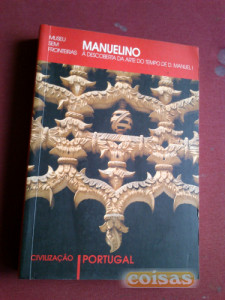 MUSEU
SEM
FRONTEIRAS
MANUELINO
A DESCOBERTA DA ARTE DO TEMPO DE D. MANUEL I
CIVILIZAÇÃO
PORTUGAL
coisas